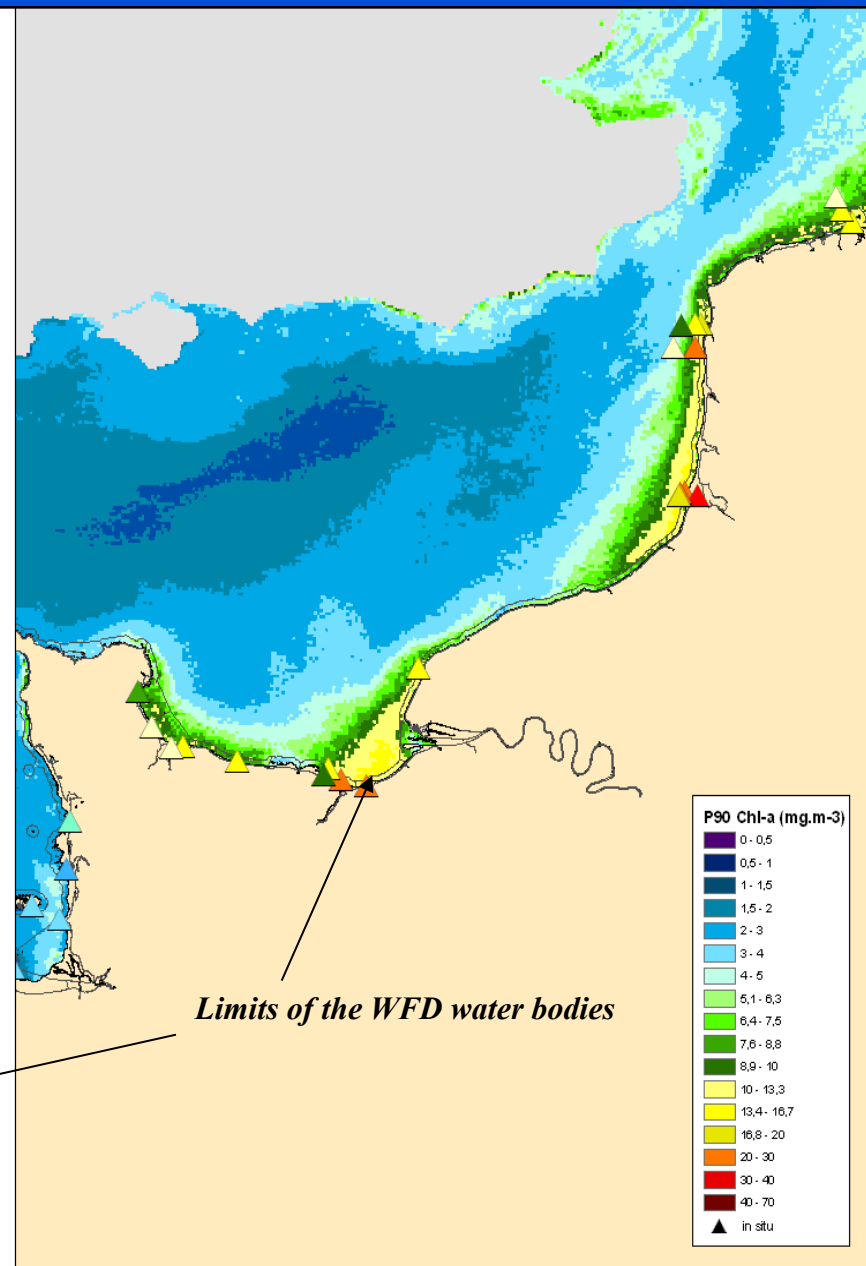 Limits of the WFD water bodies
P90 Chl-a (mg.m-3)
0 - 0,5
0,5 - 1
1 - 1,5
1,5 - 2
2 - 3
3 - 4
4 - 5
5,1 - 6,3
6,4 - 7,5
7,6 - 8,8
8,9 - 10
10 - 13,3
13,4 - 16,7
16,8 - 20
20 - 30
30 - 40
40 - 70
in situ